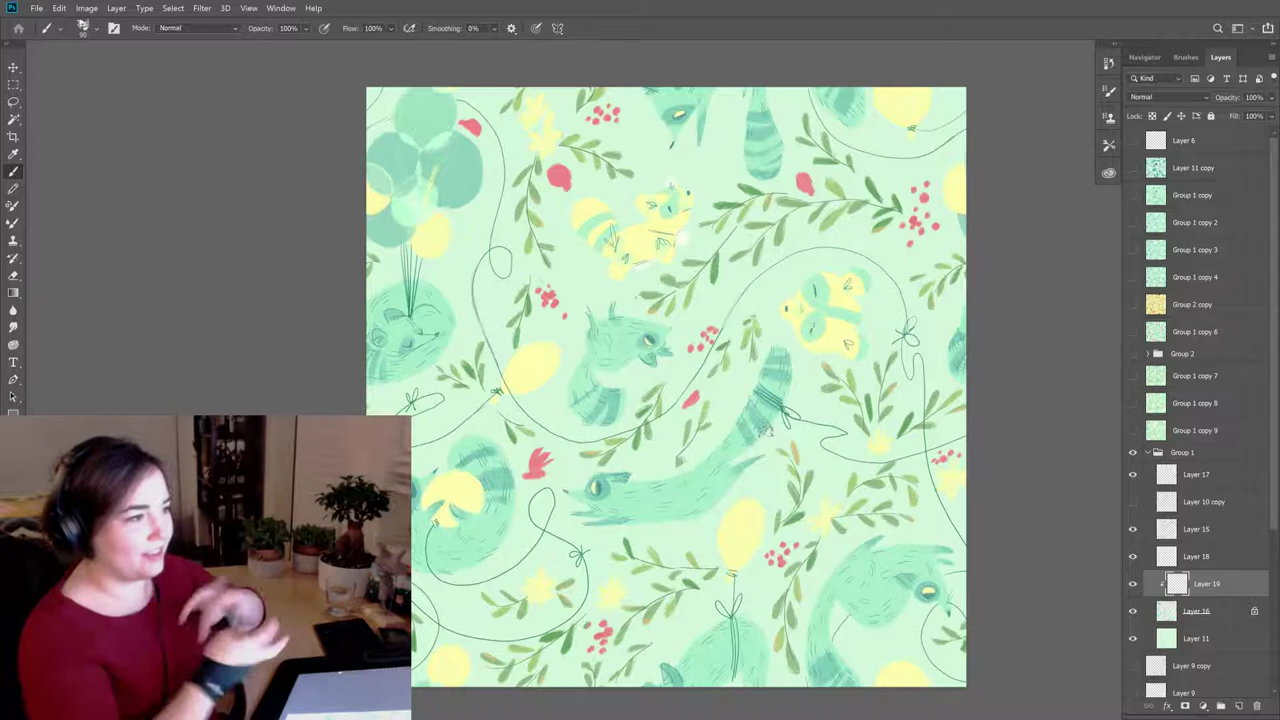 Ps File Edit Image Layer Type Select Filter 3D View Window Help
90 Mode: Normal Opacity: 100% Flow: 100% Smoothing: 0%
Navigator Brushes Layers
Kind
Normal Opacity: 100%
Lock: Fill: 100%
Layer 6
Layer 11 copy
Group 1 copy
Group 1 copy 2
Group 1 copy 3
Group 1 copy 4
Group 2 copy
Group 1 copy 6
Group 2
Group 1 copy 7
Group 1 copy 8
Group 1 copy 9
Group 1
Layer 17
Layer 10 copy
Layer 15
Layer 18
Layer 19
Layer 16
Layer 11
Layer 9 copy
Layer 9
fx